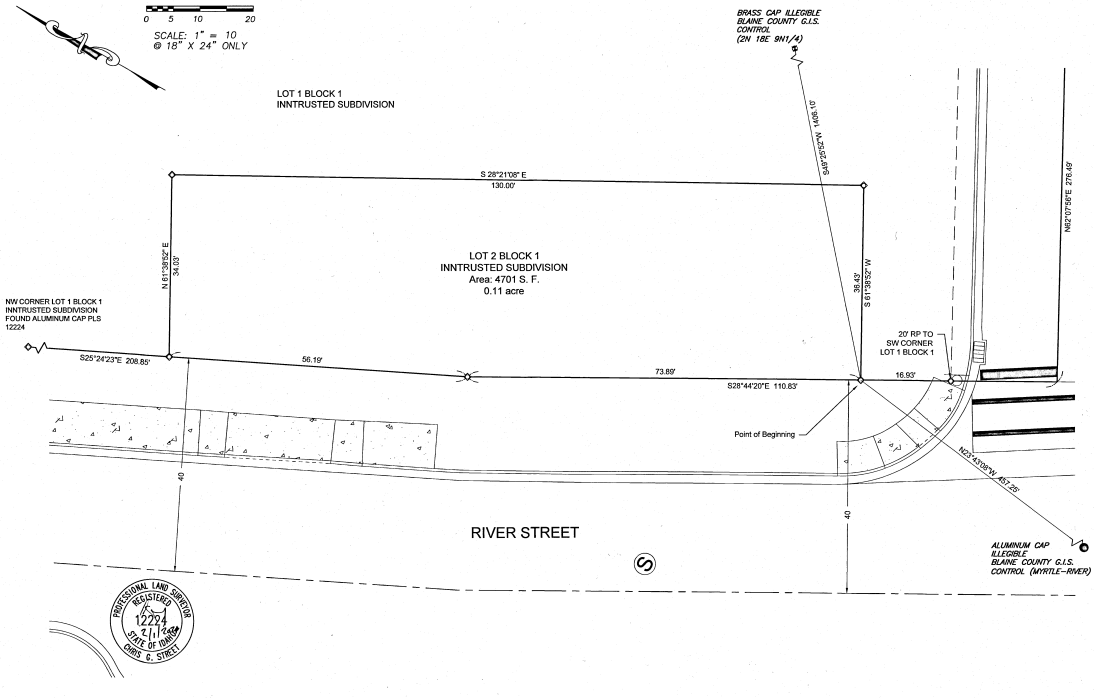 0 5 10 20
SCALE: 1" = 10
@ 18" X 24" ONLY
BRASS CAP ILLEGIBLE
BLAINE COUNTY G.I.S.
CONTROL
(2N 18E 9N1/4)
LOT 1 BLOCK 1
INNTRUSTED SUBDIVISION
S49°25'52"W 1406.10'
S 28°21'08" E
130.00'
N62°07'56"E 276.49'
N 61°38'52" E
34.03'
LOT 2 BLOCK 1
INNTRUSTED SUBDIVISION
Area: 4701 S. F.
0.11 acre
36.43'
S 61°38'52" W
NW CORNER LOT 1 BLOCK 1
INNTRUSTED SUBDIVISION
FOUND ALUMINUM CAP PLS
12224
20' RP TO
SW CORNER
LOT 1 BLOCK 1
S25°24'23"E 208.85'
56.19'
73.89'
16.93'
S28°44'20"E 110.83'
Point of Beginning
N23°43'08"W 457.25'
40
40
RIVER STREET
S
ALUMINUM CAP
ILLEGIBLE
BLAINE COUNTY G.I.S.
CONTROL (MYRTLE-RIVER)
PROFESSIONAL LAND SURVEYOR
REGISTERED
12224
STATE OF IDAHO
CHRIS G. STREET